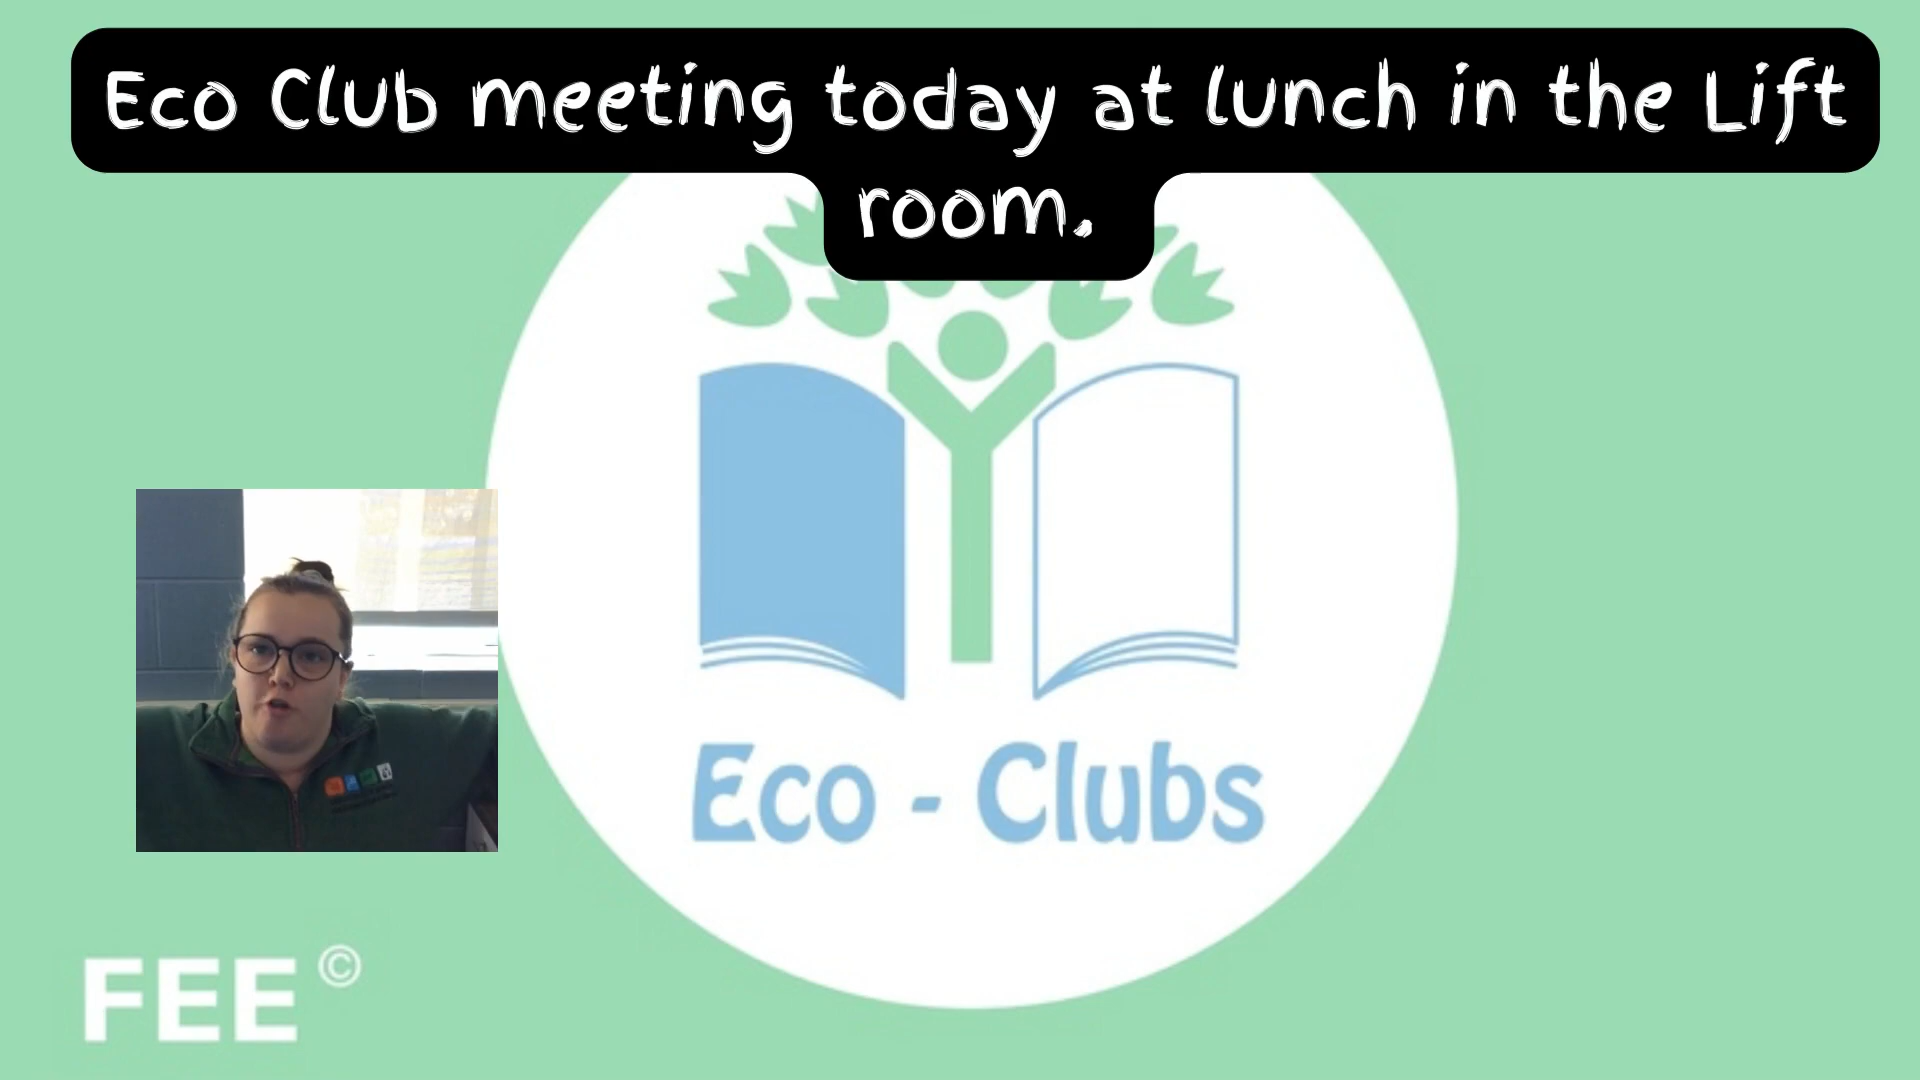 Eco Club meeting today at lunch in the Lift
room.
Eco - Clubs
FEE ©